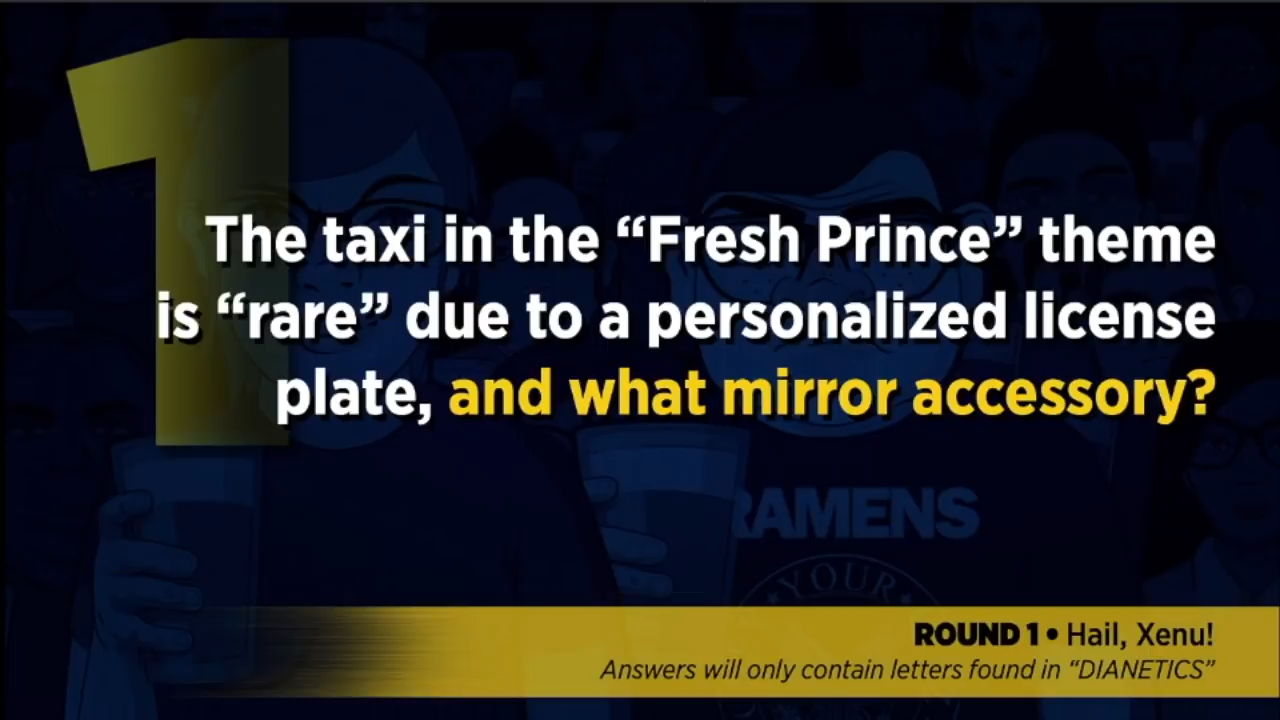 1
The taxi in the “Fresh Prince” theme
is “rare” due to a personalized license
plate, and what mirror accessory?
RAMENS
YOUR
ROUND 1 • Hail, Xenu!
Answers will only contain letters found in “DIANETICS”